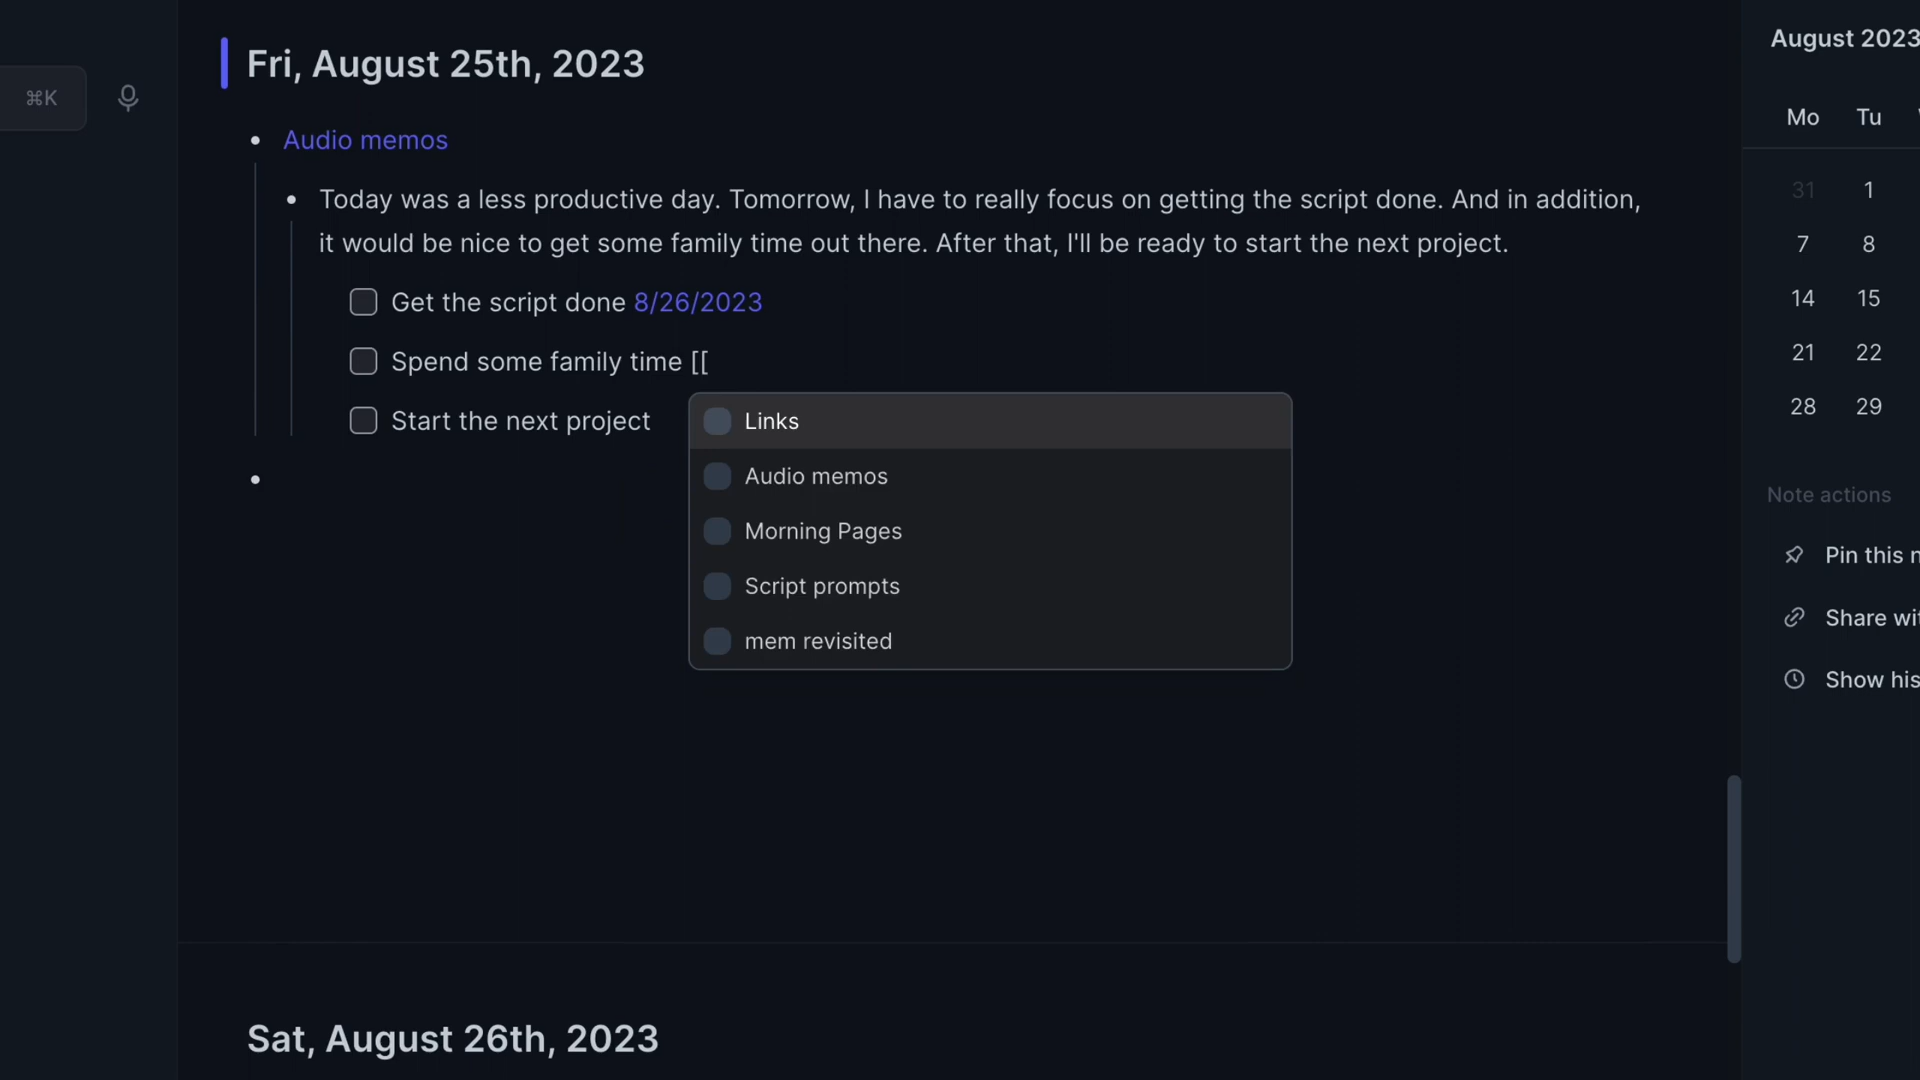 ⌘K
Fri, August 25th, 2023
Audio memos
Today was a less productive day. Tomorrow, I have to really focus on getting the script done. And in addition,
it would be nice to get some family time out there. After that, I'll be ready to start the next project.
Get the script done 8/26/2023
Spend some family time [[
Start the next project
Links
Audio memos
Morning Pages
Script prompts
mem revisited
Sat, August 26th, 2023
August 2023
Mo Tu
31 1
7 8
14 15
21 22
28 29
Note actions
Pin this
Share
Show